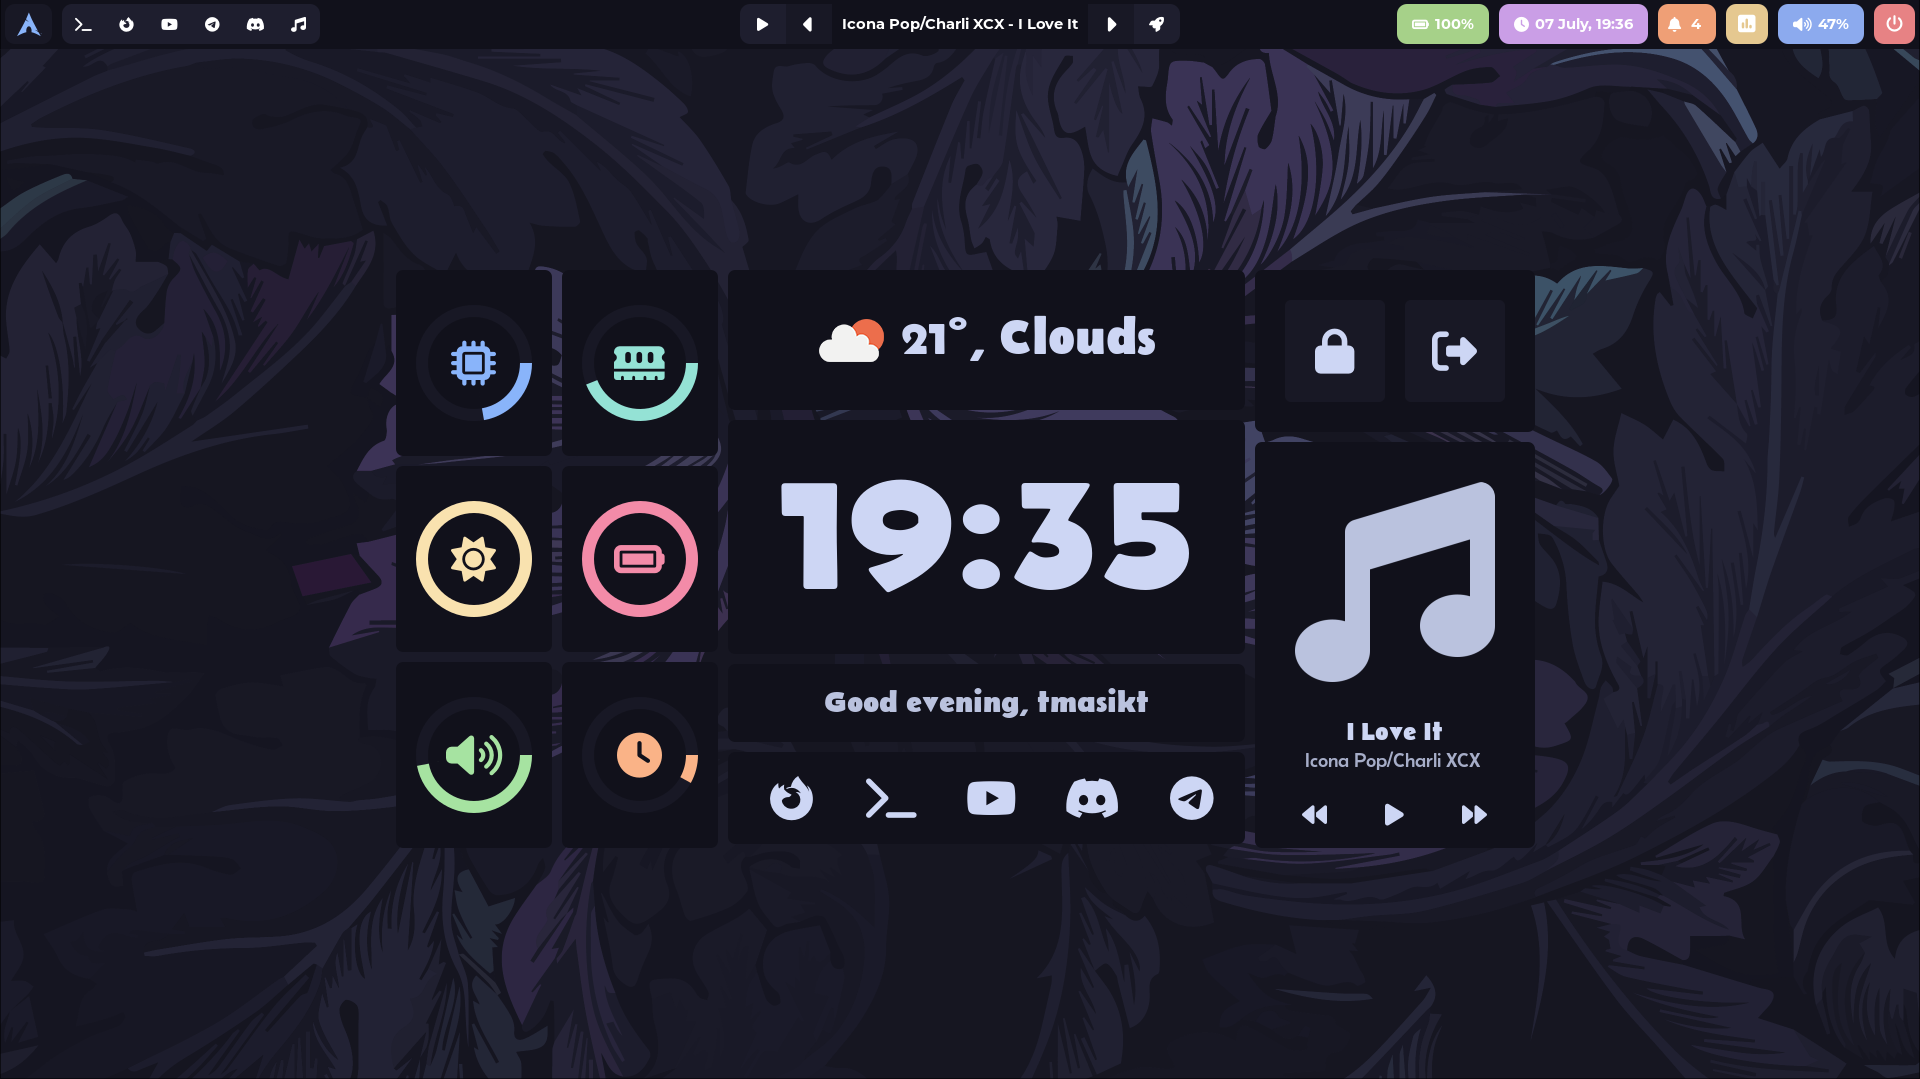 Icona Pop/Charli XCX - I Love It
100%
07 July, 19:36
4
47%
21°, Clouds
19:35
Good evening, tmasikt
I Love It
Icona Pop/Charli XCX